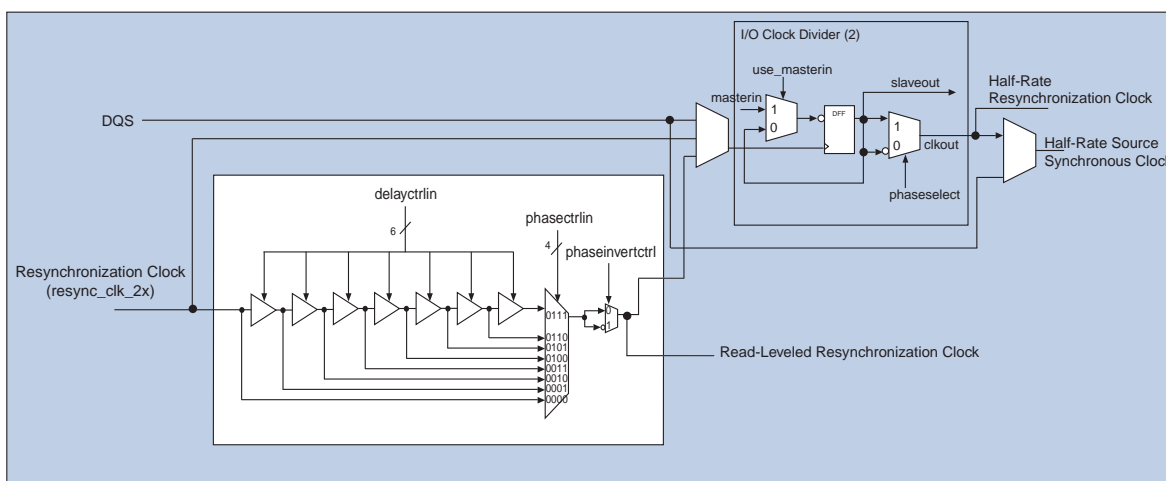 I/O Clock Divider (2)
use_masterin
slaveout
Half-Rate
Resynchronization Clock
masterin
DFF
DQS
1
0
1
0
clkout
Half-Rate Source
Synchronous Clock
phaseselect
delayctrlin
6
phasectrlin
4
phaseinvertctrl
Resynchronization Clock
(resync_clk_2x)
0
1
0111
0110
0101
0100
0011
0010
0001
0000
Read-Leveled Resynchronization Clock